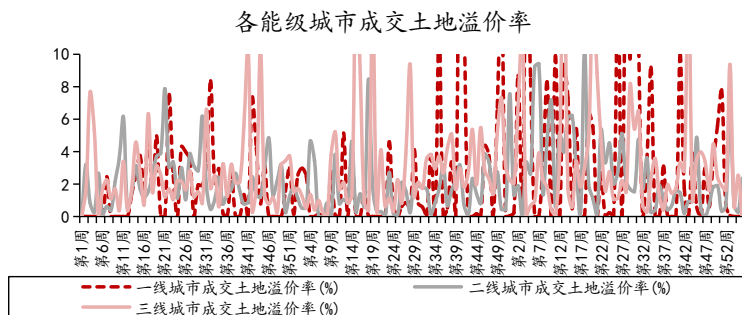 各能级城市成交土地溢价率
10
8
6
4
2
0
第1周
第6周
第11周
第16周
第21周
第26周
第31周
第36周
第41周
第46周
第51周
第4周
第9周
第14周
第19周
第24周
第29周
第34周
第39周
第44周
第49周
第2周
第7周
第12周
第17周
第22周
第27周
第32周
第37周
第42周
第47周
第52周
一线城市成交土地溢价率(%)
二线城市成交土地溢价率(%)
三线城市成交土地溢价率(%)